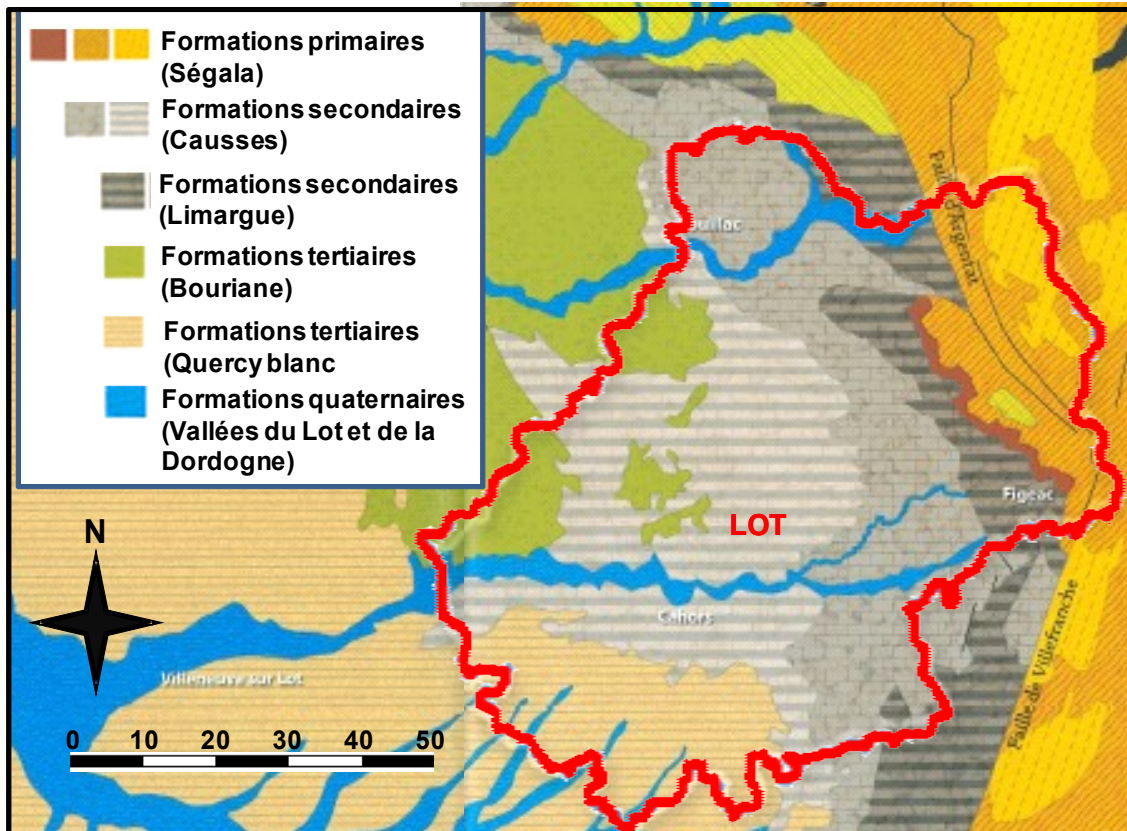 Formations primaires
(Ségala)
Formations secondaires
(Causses)
Formations secondaires
(Limargue)
Formations tertiaires
(Bouriane)
Formations tertiaires
(Quercy blanc
Formations quaternaires
(Vallées du Lot et de la
Dordogne)
N
0 10 20 30 40 50
Faille d'Argentat
Figeac
LOT
Cahors
Villeneuve sur Lot
Faille de Villefranche